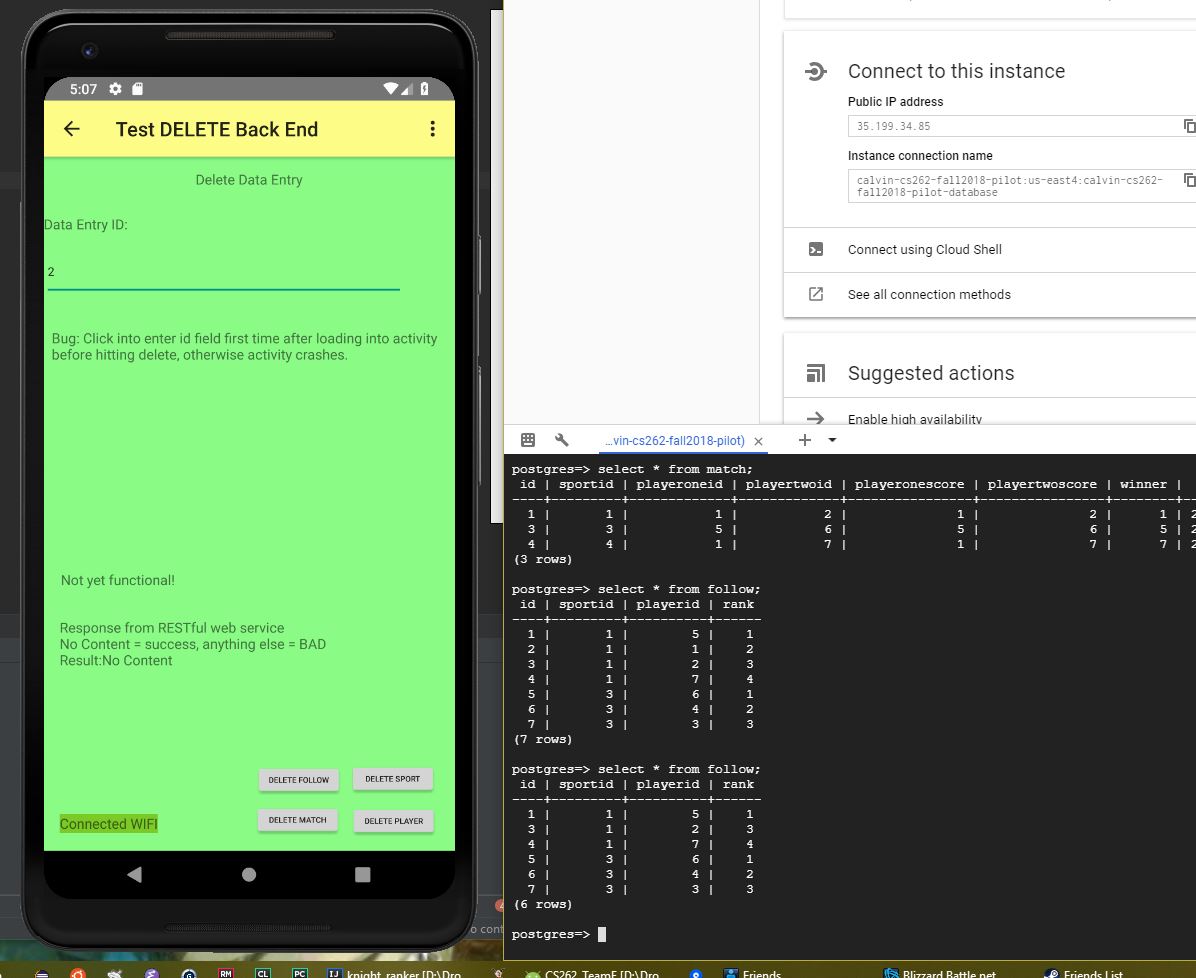 5:07
Test DELETE Back End
Delete Data Entry
Data Entry ID:
2
Bug: Click into enter id field first time after loading into activity
before hitting delete, otherwise activity crashes.
Not yet functional!
Response from RESTful web service
No Content = success, anything else = BAD
Result:No Content
DELETE FOLLOW
DELETE SPORT
Connected WIFI
DELETE MATCH
DELETE PLAYER
Connect to this instance
Public IP address
35.199.34.85
Instance connection name
calvin-cs262-fall2018-pilot:us-east4:calvin-cs262-
fall2018-pilot-database
Connect using Cloud Shell
See all connection methods
Suggested actions
Enable high availability
...vin-cs262-fall2018-pilot)
postgres=> select * from match;
id | sportid | playeroneid | playertwoid | playeronescore | playertwoscore | winner |
----+---------+-------------+-------------+----------------+----------------+--------+--
1 | 1 | 1 | 2 | 1 | 2 | 1 | 2
3 | 3 | 5 | 6 | 5 | 6 | 5 | 2
4 | 4 | 1 | 7 | 1 | 7 | 7 | 2
(3 rows)
postgres=> select * from follow;
id | sportid | playerid | rank
----+---------+----------+------
1 | 1 | 5 | 1
2 | 1 | 1 | 2
3 | 1 | 2 | 3
4 | 1 | 7 | 4
5 | 3 | 6 | 1
6 | 3 | 4 | 2
7 | 3 | 3 | 3
(7 rows)
postgres=> select * from follow;
id | sportid | playerid | rank
----+---------+----------+------
1 | 1 | 5 | 1
3 | 1 | 2 | 3
4 | 1 | 7 | 4
5 | 3 | 6 | 1
6 | 3 | 4 | 2
7 | 3 | 3 | 3
(6 rows)
postgres=>
o cont
RM
CL
PC
IJ
knight_ranker [D:\Dro
CS262_TeamF [D:\Dro
Friends
Blizzard Battle.net
Friends List